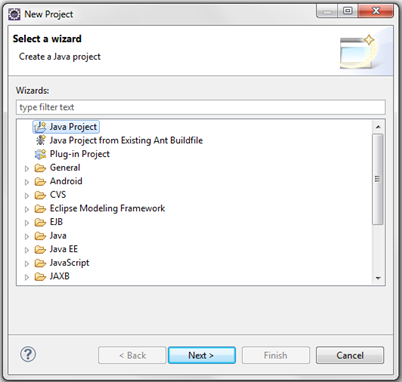 New Project
Select a wizard
Create a Java project
Wizards:
type filter text
Java Project
Java Project from Existing Ant Buildfile
Plug-in Project
General
Android
CVS
Eclipse Modeling Framework
EJB
Java
Java EE
JavaScript
JAXB
?
< Back
Next >
Finish
Cancel